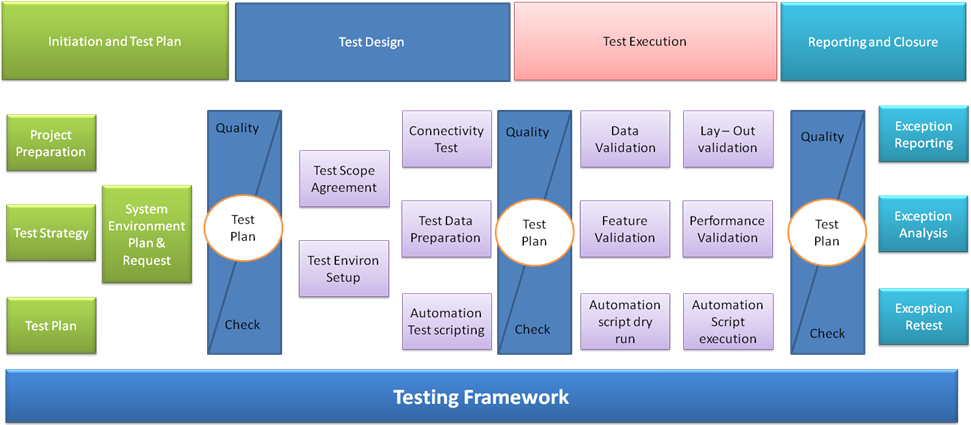 Initiation and Test Plan
Test Design
Test Execution
Reporting and Closure
Project
Preparation
Test Strategy
Test Plan
System
Environment
Plan &
Request
Quality
Test
Plan
Check
Test Scope
Agreement
Test Environ
Setup
Connectivity
Test
Test Data
Preparation
Automation
Test scripting
Quality
Test
Plan
Check
Data
Validation
Feature
Validation
Automation
script dry
run
Lay – Out
validation
Performance
Validation
Automation
Script
execution
Quality
Test
Plan
Check
Exception
Reporting
Exception
Analysis
Exception
Retest
Testing Framework